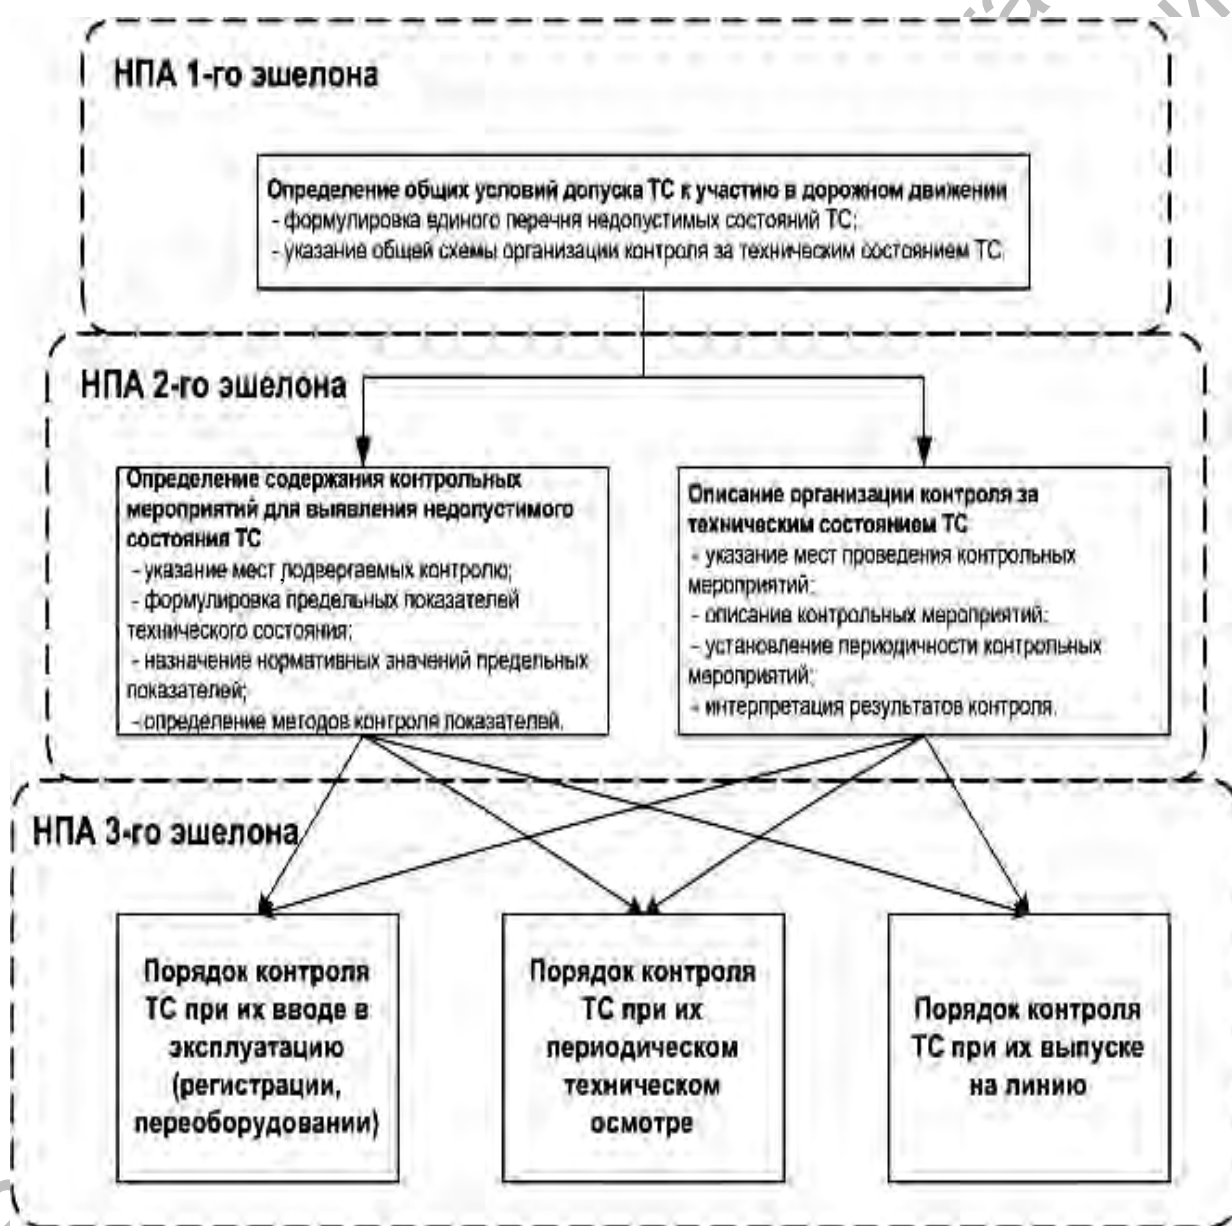 НПА 1-го эшелона
Определение общих условий допуска ТС к участию в дорожном движении
- формулировка единого перечня недопустимых состояний ТС;
- указание общей схемы организации контроля за техническим состоянием ТС.
НПА 2-го эшелона
Определение содержания контрольных
мероприятий для выявления недопустимого
состояния ТС
- указание мест подвергаемых контролю;
- формулировка предельных показателей
технического состояния;
- назначение нормативных значений предельных
показателей;
- определение методов контроля показателей.
Описание организации контроля за
техническим состоянием ТС
- указание мест проведения контрольных
мероприятий;
- описание контрольных мероприятий;
- установление периодичности контрольных
мероприятий;
- интерпретация результатов контроля.
НПА 3-го эшелона
Порядок контроля
ТС при их вводе в
эксплуатацию
(регистрации,
переоборудовании)
Порядок контроля
ТС при их
периодическом
техническом
осмотре
Порядок контроля
ТС при их выпуске
на линию